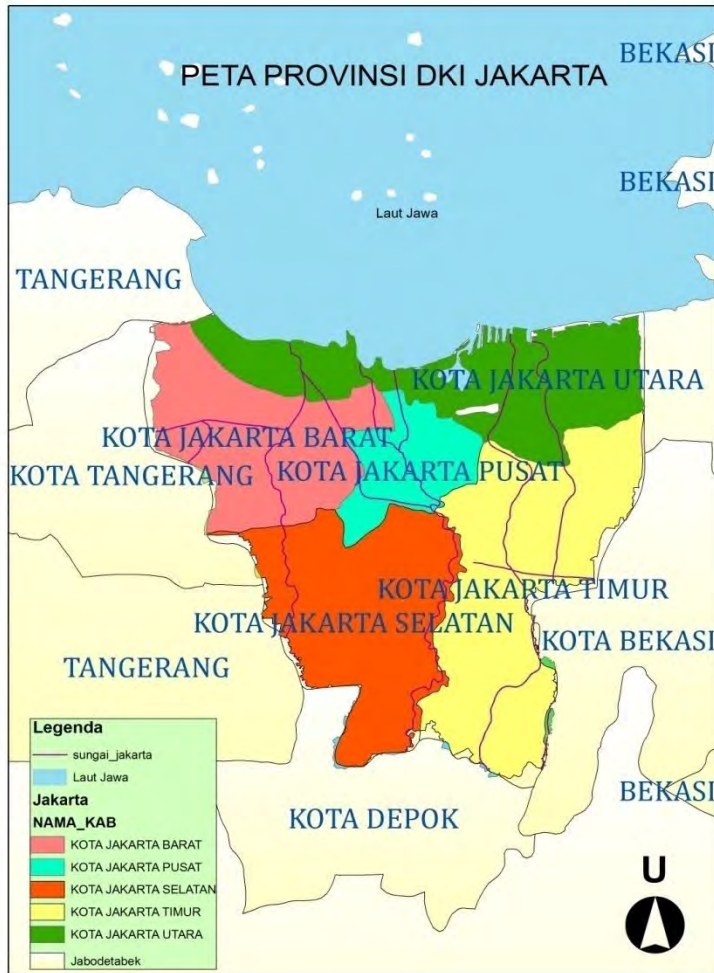 BEKASI
PETA PROVINSI DKI JAKARTA
BEKASI
Laut Jawa
TANGERANG
KOTA JAKARTA UTARA
KOTA JAKARTA BARAT
KOTA TANGERANG
KOTA JAKARTA PUSAT
KOTA JAKARTA TIMUR
KOTA JAKARTA SELATAN
KOTA BEKASI
TANGERANG
Legenda
sungai_jakarta
Laut Jawa
Jakarta
NAMA_KAB
KOTA JAKARTA BARAT
KOTA JAKARTA PUSAT
KOTA JAKARTA SELATAN
KOTA JAKARTA TIMUR
KOTA JAKARTA UTARA
Jabodetabek
KOTA DEPOK
BEKASI
U